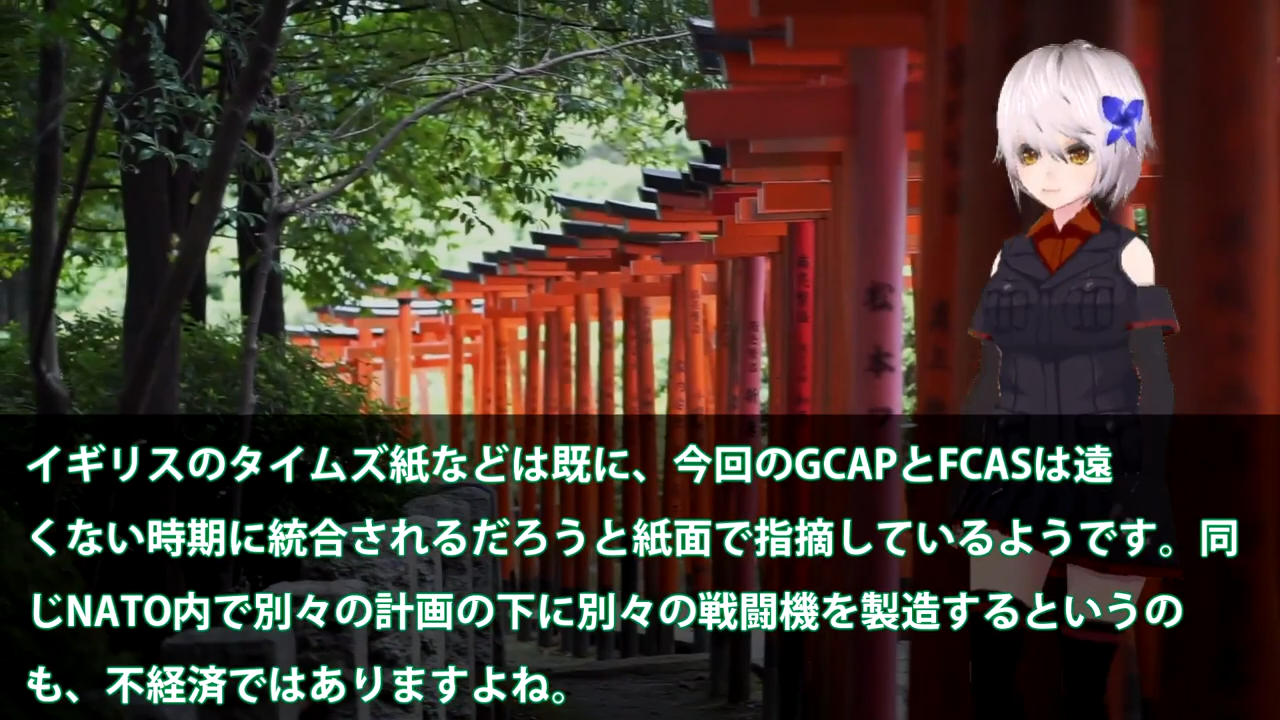 松本
イギリスのタイムズ紙などは既に、今回のGCAPとFCASは遠
くない時期に統合されるだろうと紙面で指摘しているようです。同
じNATO内で別々の計画の下に別々の戦闘機を製造するというの
も、不経済ではありますよね。